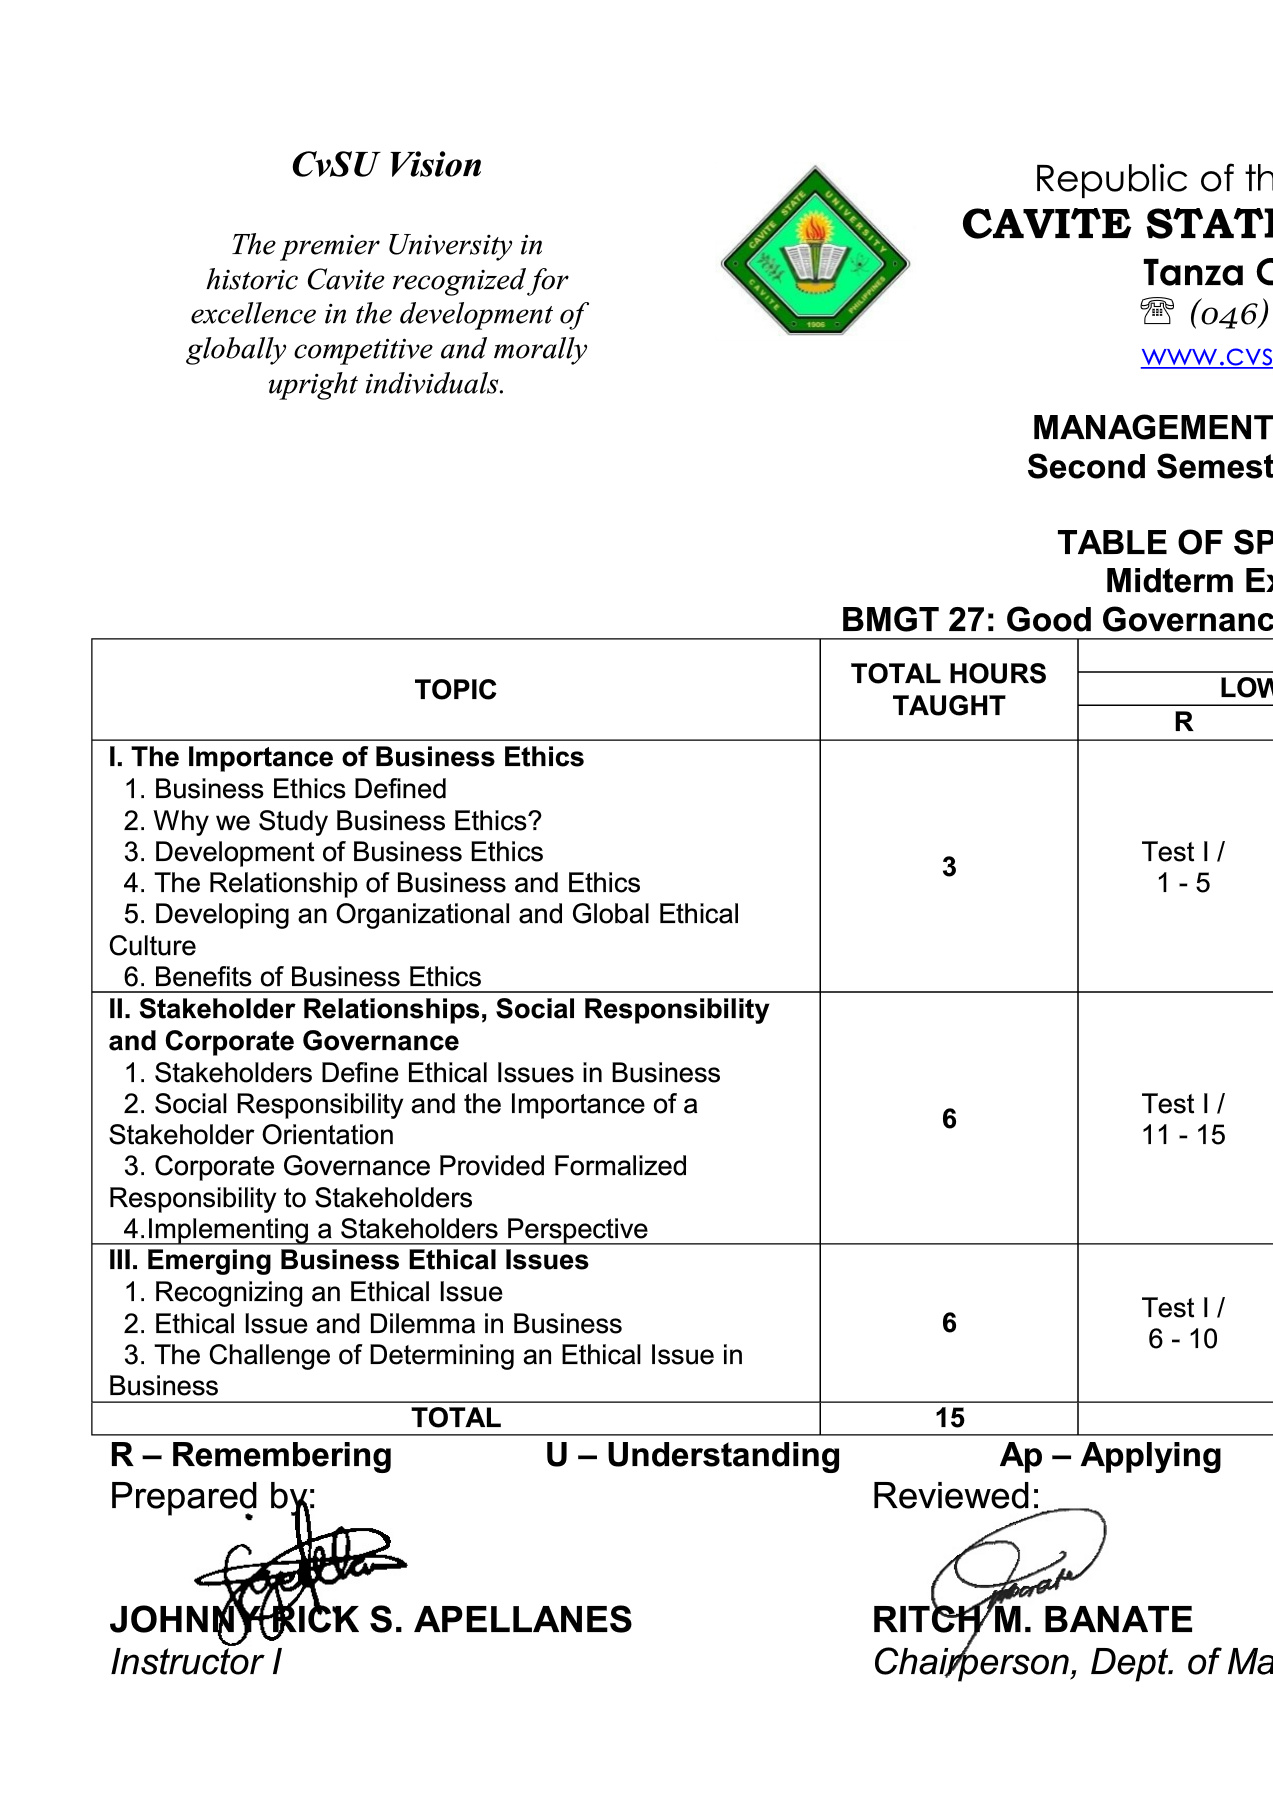 CvSU Vision
The premier University in
historic Cavite recognized for
excellence in the development of
globally competitive and morally
upright individuals.
CAVITE STATE UNIVERSITY
CAVITE
PHILIPPINES
1906
Republic of th
CAVITE STATE
Tanza C
☏ (046)
www.cvs
MANAGEMENT
Second Semest
TABLE OF SP
Midterm Ex
BMGT 27: Good Governanc
TOPIC
TOTAL HOURS
TAUGHT
LOW
R
I. The Importance of Business Ethics
1. Business Ethics Defined
2. Why we Study Business Ethics?
3. Development of Business Ethics
4. The Relationship of Business and Ethics
5. Developing an Organizational and Global Ethical
Culture
6. Benefits of Business Ethics
3
Test I /
1 - 5
II. Stakeholder Relationships, Social Responsibility
and Corporate Governance
1. Stakeholders Define Ethical Issues in Business
2. Social Responsibility and the Importance of a
Stakeholder Orientation
3. Corporate Governance Provided Formalized
Responsibility to Stakeholders
4.Implementing a Stakeholders Perspective
6
Test I /
11 - 15
III. Emerging Business Ethical Issues
1. Recognizing an Ethical Issue
2. Ethical Issue and Dilemma in Business
3. The Challenge of Determining an Ethical Issue in
Business
6
Test I /
6 - 10
TOTAL
15
R – Remembering U – Understanding Ap – Applying
Prepared by: Reviewed:
JOHNNY RICK S. APELLANES RITCH M. BANATE
Instructor I Chairperson, Dept. of Ma